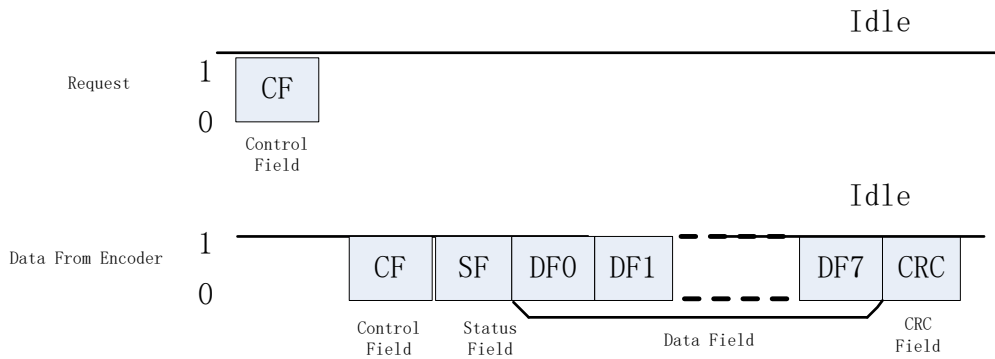 Idle
Request
1
0
CF
Control
Field
Idle
Data From Encoder
1
0
CF
SF
DF0
DF1
DF7
CRC
Control
Field
Status
Field
Data Field
CRC
Field